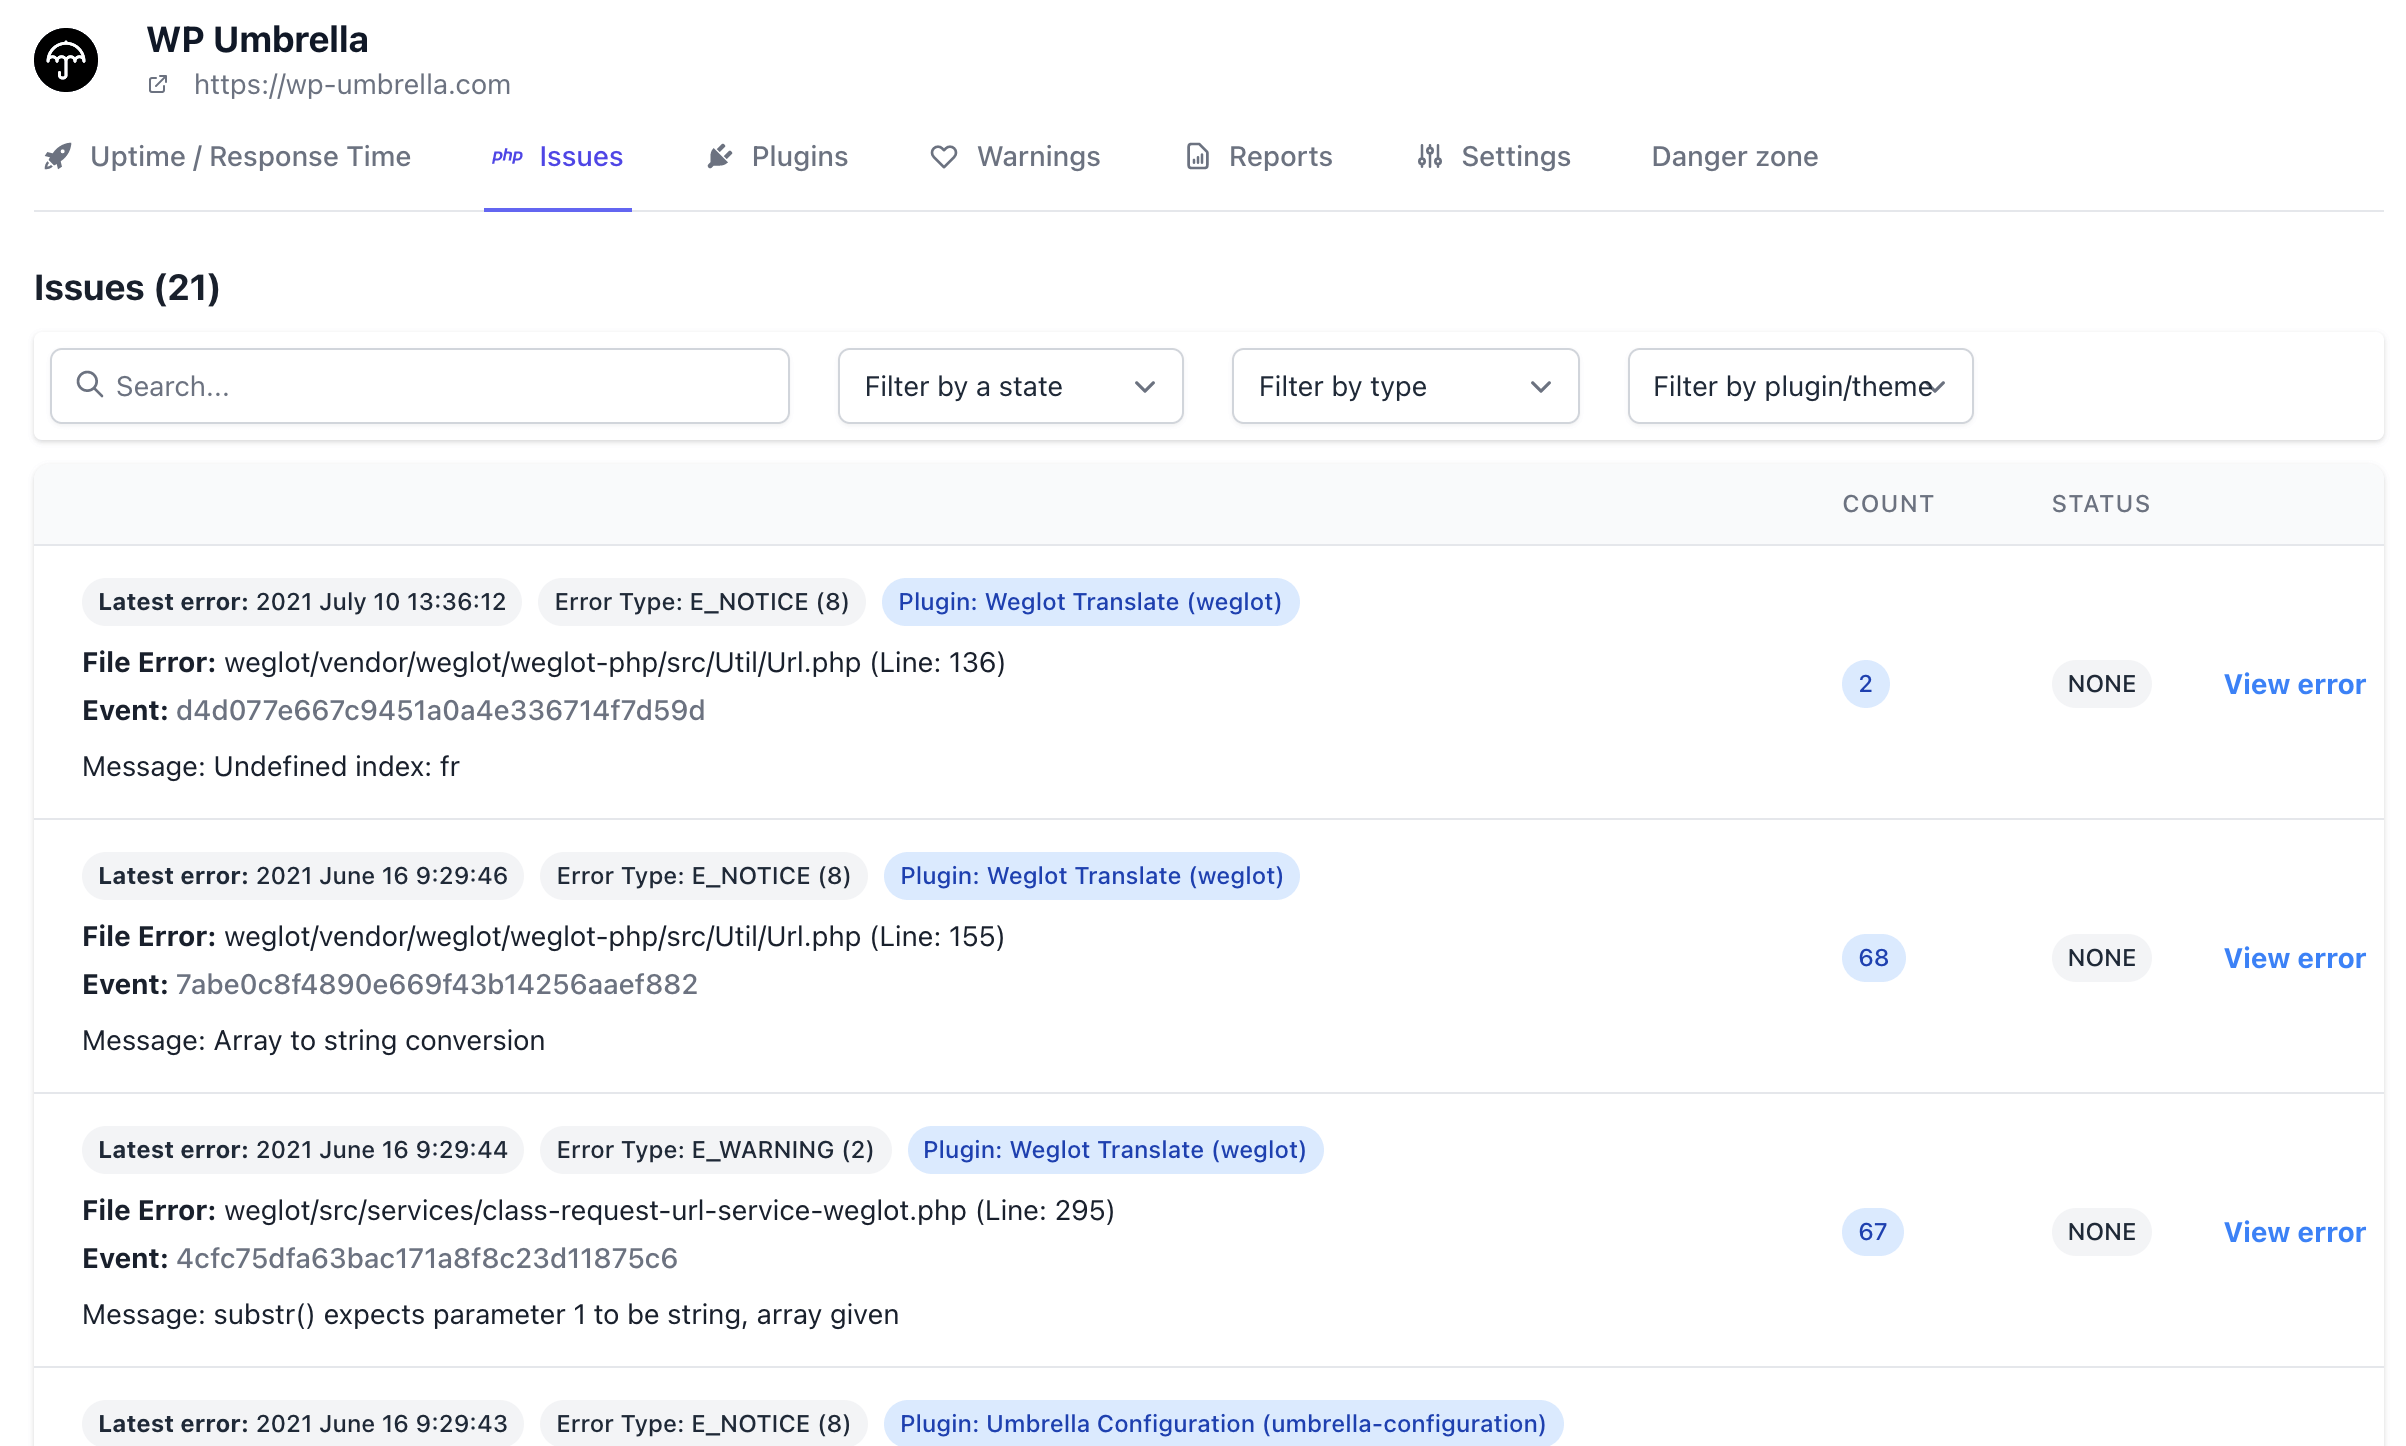 WP Umbrella
https://wp-umbrella.com
Uptime / Response Time php Issues Plugins Warnings Reports Settings Danger zone
Issues (21)
Search... Filter by a state Filter by type Filter by plugin/theme
COUNT STATUS
Latest error: 2021 July 10 13:36:12 Error Type: E_NOTICE (8) Plugin: Weglot Translate (weglot)
File Error: weglot/vendor/weglot/weglot-php/src/Util/Url.php (Line: 136)
2 NONE View error
Event: d4d077e667c9451a0a4e336714f7d59d
Message: Undefined index: fr
Latest error: 2021 June 16 9:29:46 Error Type: E_NOTICE (8) Plugin: Weglot Translate (weglot)
File Error: weglot/vendor/weglot/weglot-php/src/Util/Url.php (Line: 155)
68 NONE View error
Event: 7abe0c8f4890e669f43b14256aaef882
Message: Array to string conversion
Latest error: 2021 June 16 9:29:44 Error Type: E_WARNING (2) Plugin: Weglot Translate (weglot)
File Error: weglot/src/services/class-request-url-service-weglot.php (Line: 295)
67 NONE View error
Event: 4cfc75dfa63bac171a8f8c23d11875c6
Message: substr() expects parameter 1 to be string, array given
Latest error: 2021 June 16 9:29:43 Error Type: E_NOTICE (8) Plugin: Umbrella Configuration (umbrella-configuration)